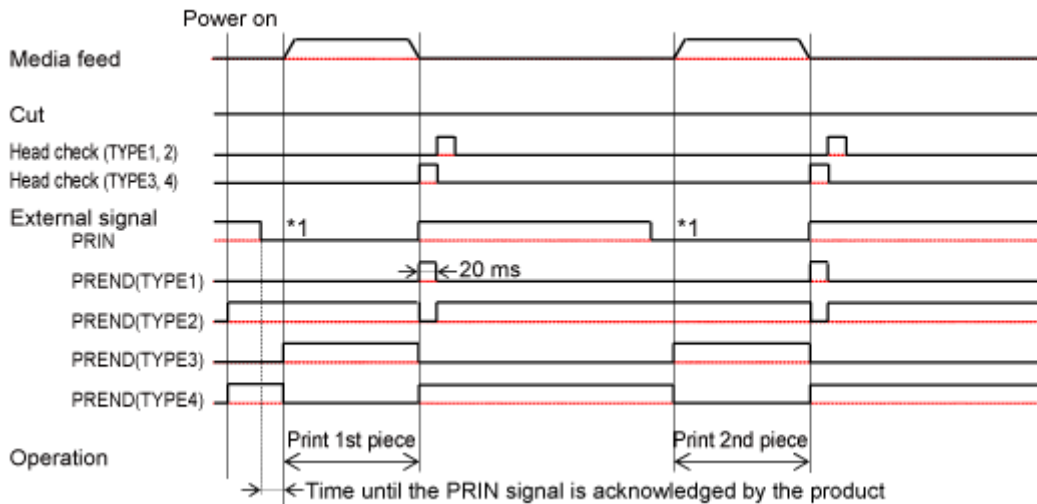 Power on
Media feed
Cut
Head check (TYPE1, 2)
Head check (TYPE3, 4)
External signal
PRIN
*1
*1
PREND(TYPE1)
20 ms
PREND(TYPE2)
PREND(TYPE3)
PREND(TYPE4)
Print 1st piece
Print 2nd piece
Operation
Time until the PRIN signal is acknowledged by the product